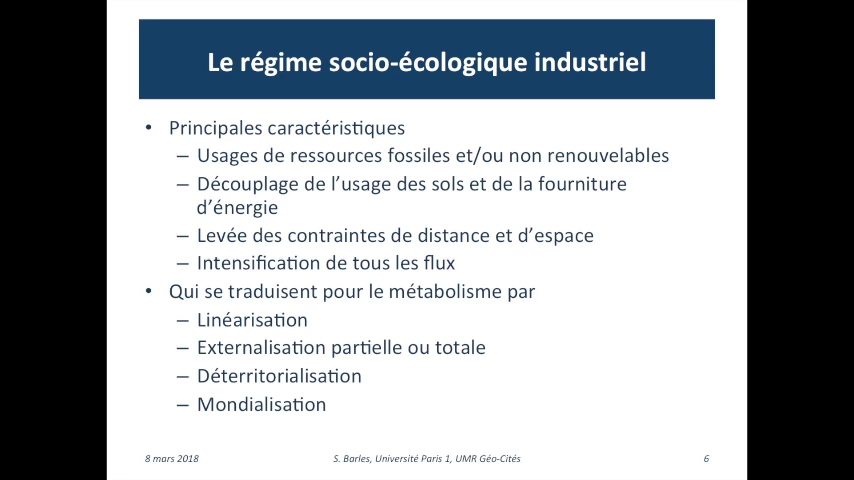 Le régime socio-écologique industriel
• Principales caractéristiques
– Usages de ressources fossiles et/ou non renouvelables
– Découplage de l’usage des sols et de la fourniture
d’énergie
– Levée des contraintes de distance et d’espace
– Intensification de tous les flux
• Qui se traduisent pour le métabolisme par
– Linéarisation
– Externalisation partielle ou totale
– Déterritorialisation
– Mondialisation
8 mars 2018 S. Barles, Université Paris 1, UMR Géo-Cités 6